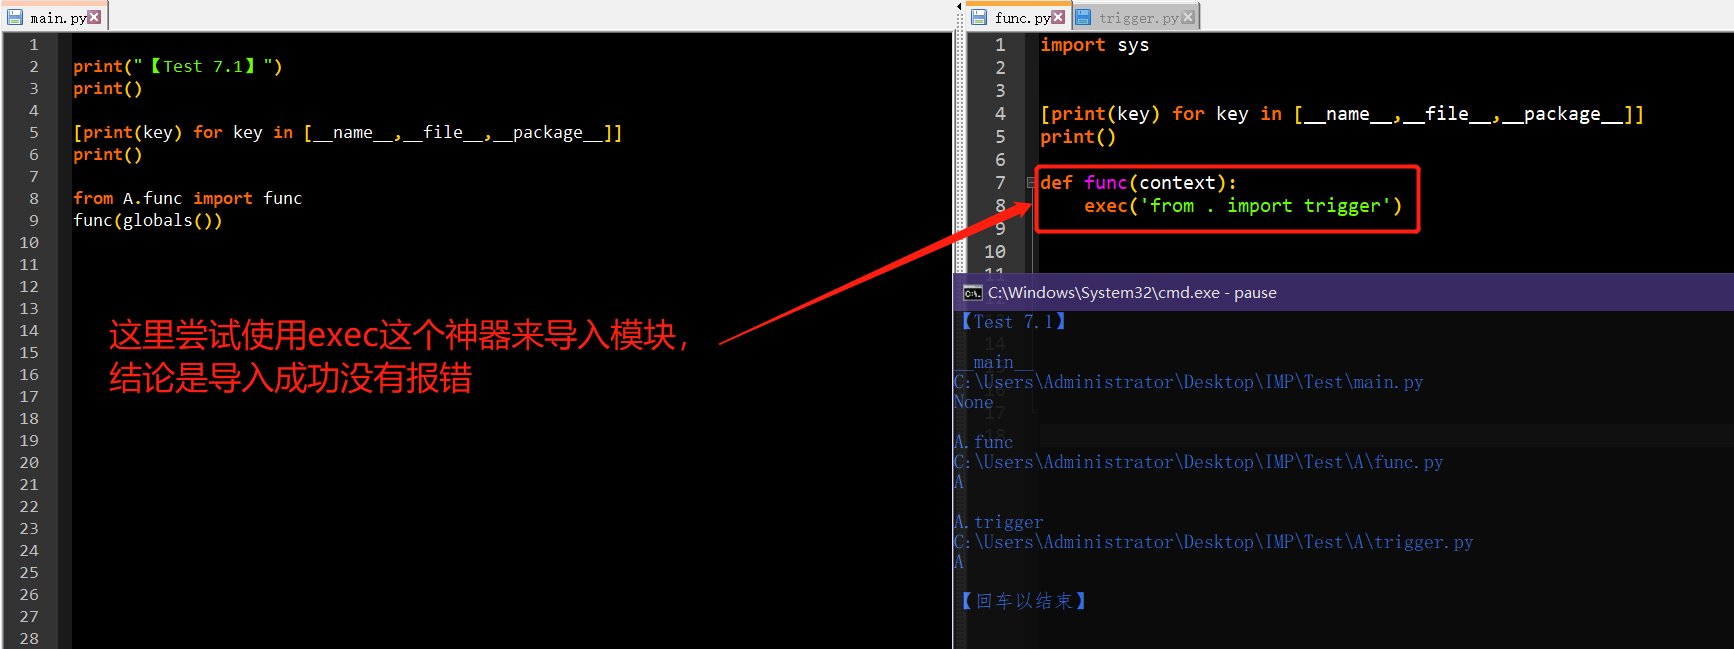 main.py
1
2 print("【Test 7.1】")
3 print()
4
5 [print(key) for key in [__name__,__file__,__package__]]
6 print()
7
8 from A.func import func
9 func(globals())
10
11
12
13
14
15
16
17
18
19
20
21
22
23
24
25
26
27
28
这里尝试使用exec这个神器来导入模块，
结论是导入成功没有报错
func.py trigger.py
1 import sys
2
3
4 [print(key) for key in [__name__,__file__,__package__]]
5 print()
6
7 def func(context):
8 exec('from . import trigger')
9
10
11
C:\Windows\System32\cmd.exe - pause
【Test 7.1】
__main__
C:\Users\Administrator\Desktop\IMP\Test\main.py
None
A.func
C:\Users\Administrator\Desktop\IMP\Test\A\func.py
A
A.trigger
C:\Users\Administrator\Desktop\IMP\Test\A\trigger.py
A
【回车以结束】